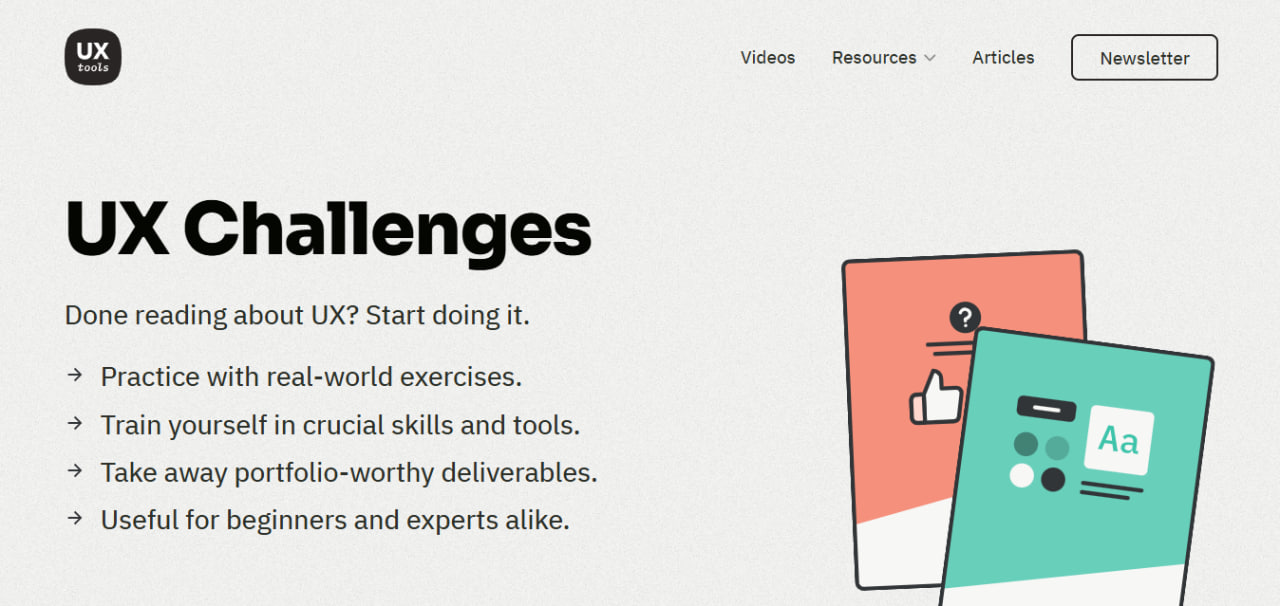 UX
tools
Videos
Resources
Articles
Newsletter
UX Challenges
Done reading about UX? Start doing it.
→ Practice with real-world exercises.
→ Train yourself in crucial skills and tools.
→ Take away portfolio-worthy deliverables.
→ Useful for beginners and experts alike.
?
Aa